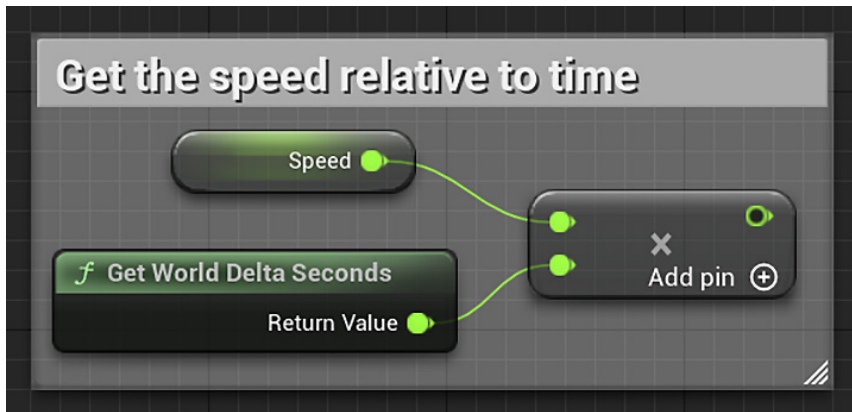 Get the speed relative to time
Speed
f Get World Delta Seconds
Return Value
×
Add pin